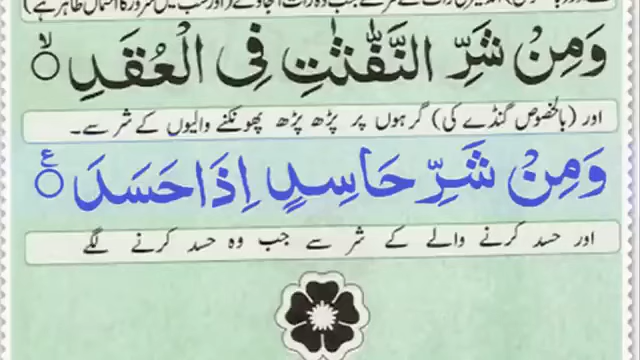 وَمِنْ شَرِّ النَّفّٰثٰتِ فِى الْعُقَدِ ۙ
اور (بالخصوص گنڈے کی) گرہوں پر پڑھ پڑھ پھونکنے والیوں کے شر سے۔
وَمِنْ شَرِّ حَاسِدٍ اِذَا حَسَدَ ۠
اور حسد کرنے والے کے شر سے جب وہ حسد کرنے لگے